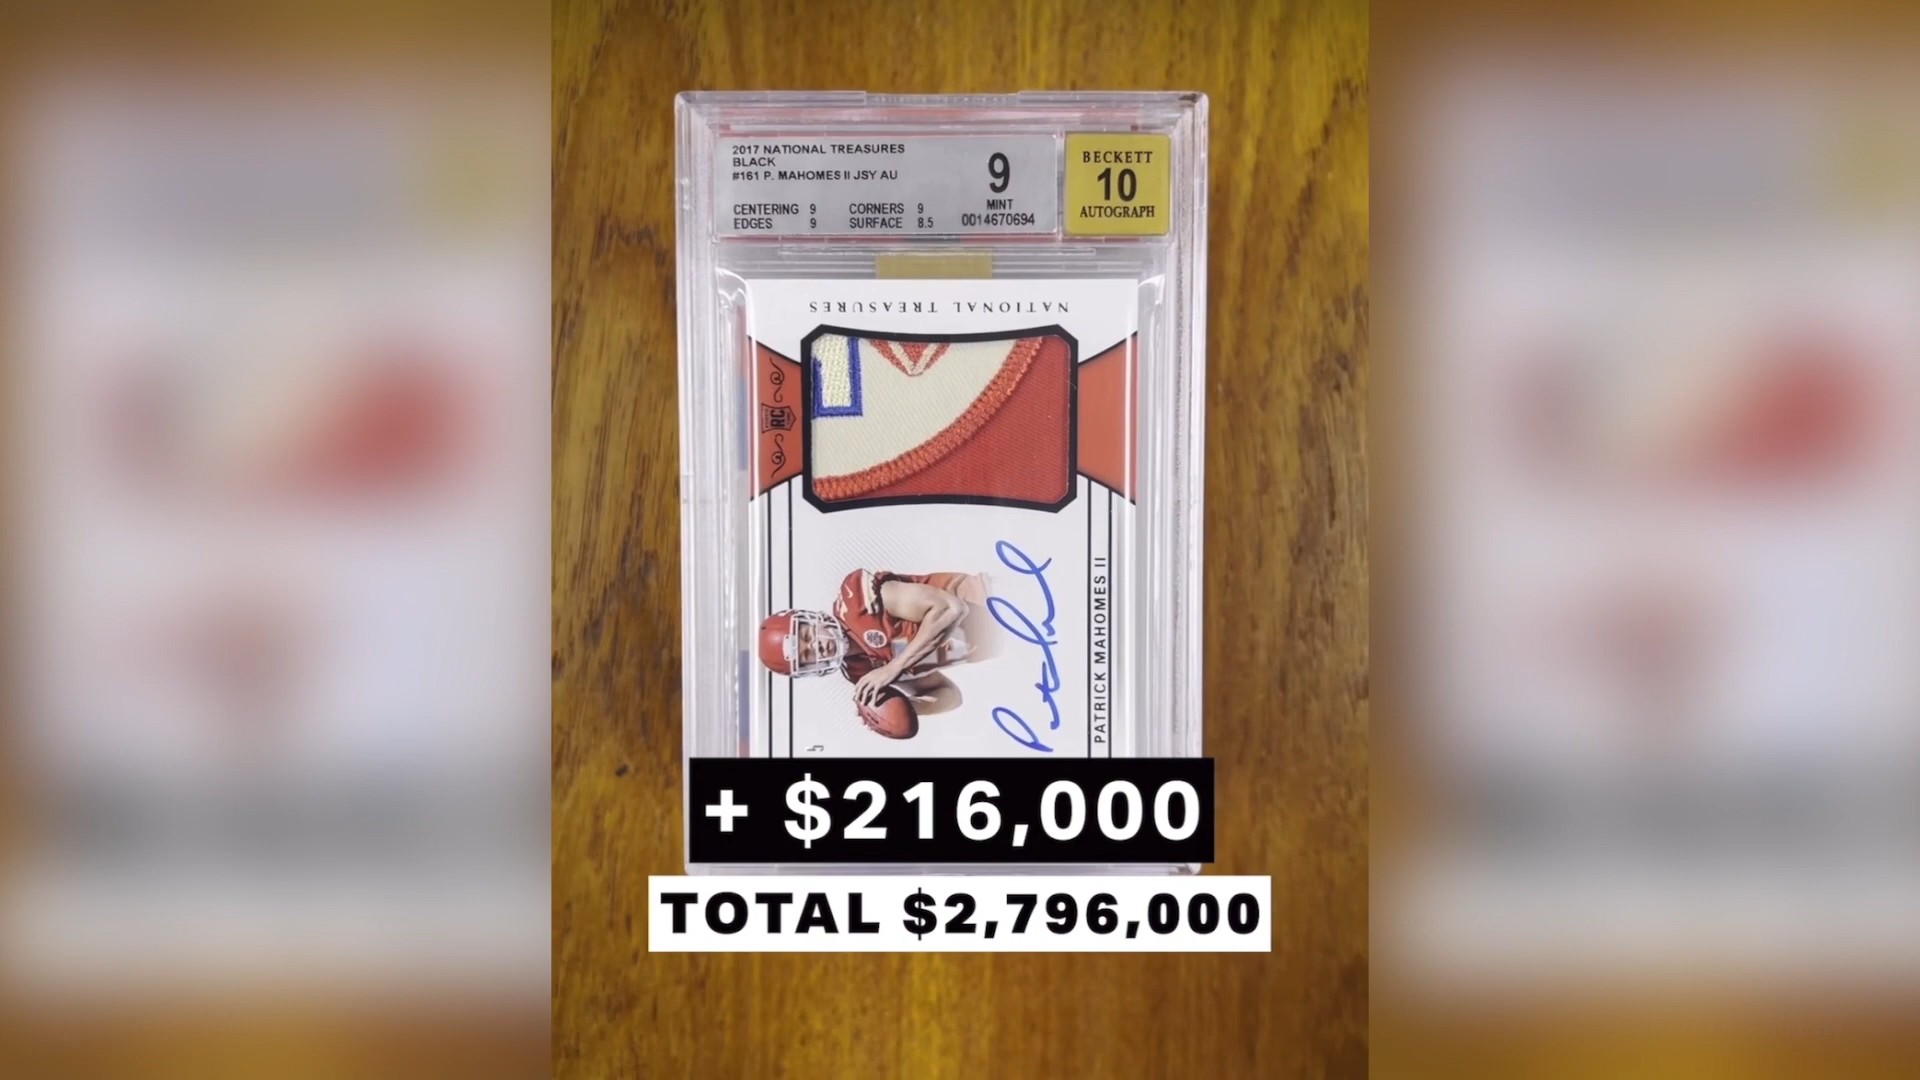 2017 NATIONAL TREASURES
BLACK
#161 P. MAHOMES II JSY AU
CENTERING 9 CORNERS 9
EDGES 9 SURFACE 8.5
9
MINT
0014670694
BECKETT
10
AUTOGRAPH
NATIONAL TREASURES
RC
PATRICK MAHOMES II
+ $216,000
TOTAL $2,796,000